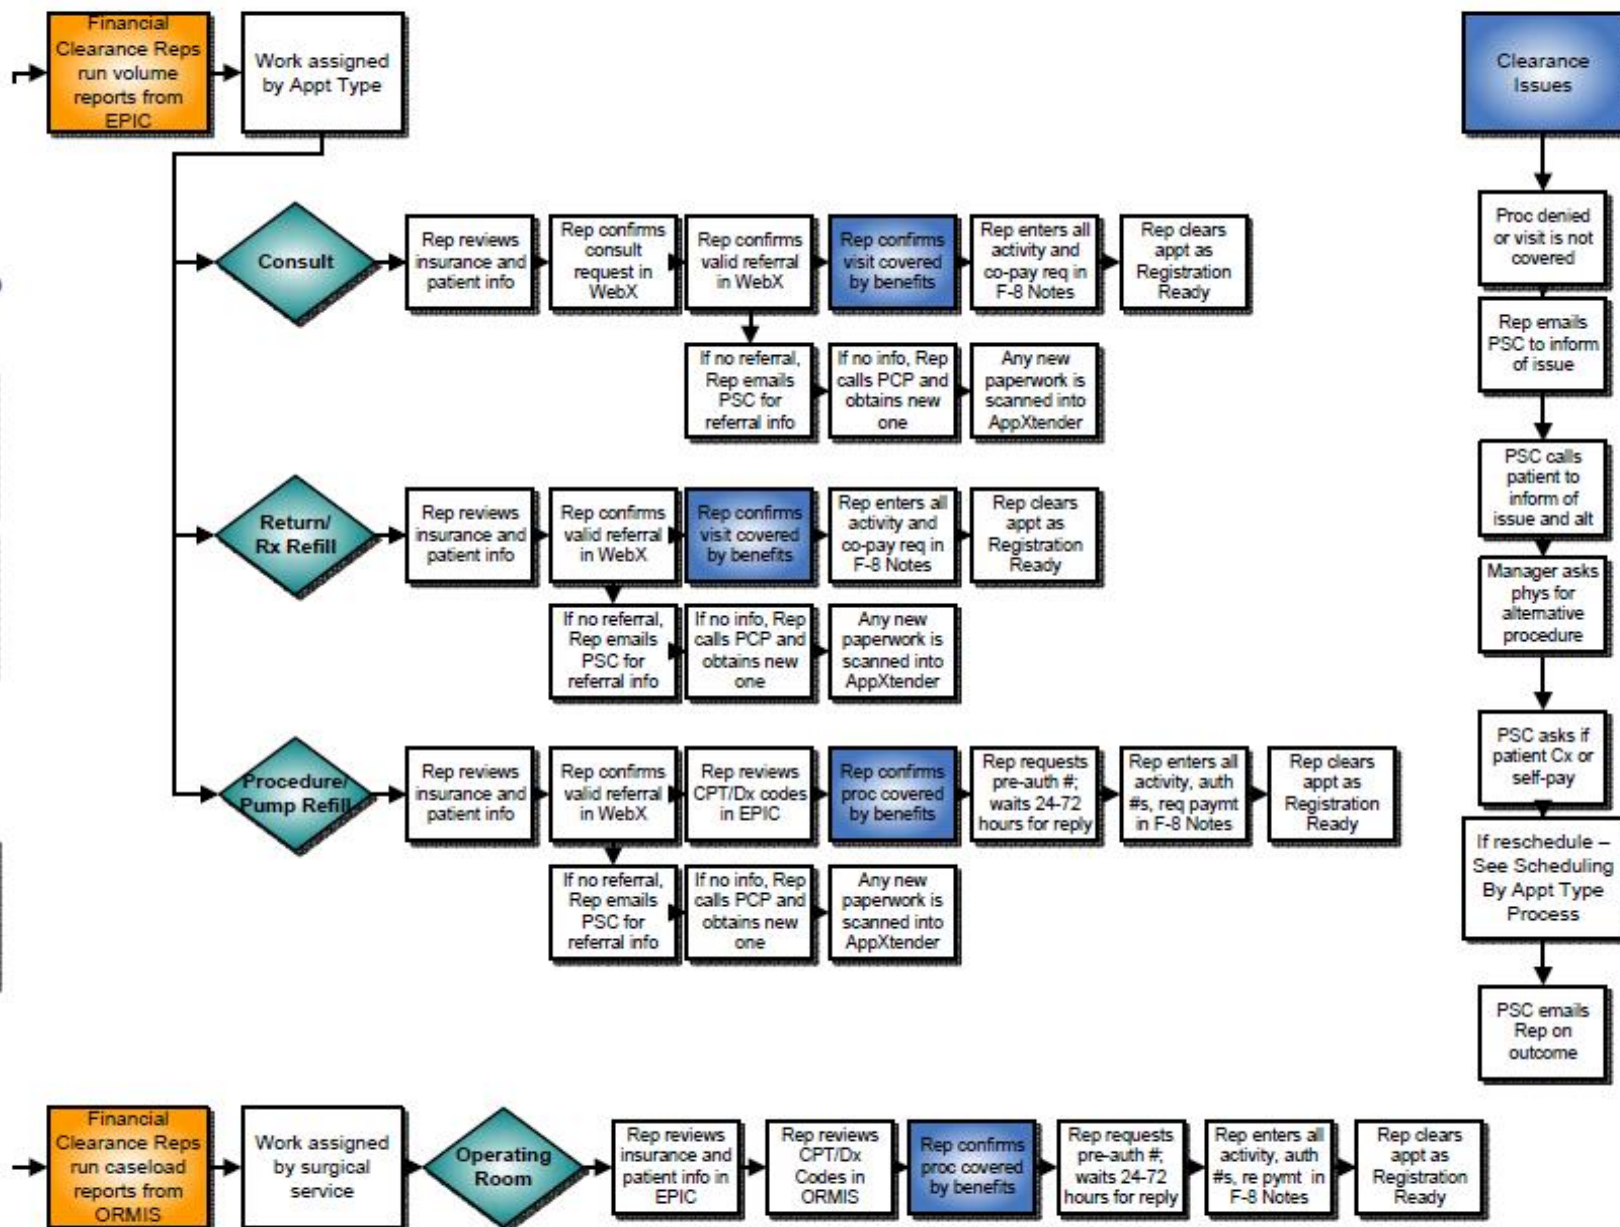 Financial
Clearance Reps
run volume
reports from
EPIC
Work assigned
by Appt Type
Clearance
Issues
Consult
Rep reviews
insurance and
patient info
Rep confirms
consult
request in
WebX
Rep confirms
valid referral
in WebX
Rep confirms
visit covered
by benefits
Rep enters all
activity and
co-pay req in
F-8 Notes
Rep clears
appt as
Registration
Ready
If no referral,
Rep emails
PSC for
referral info
If no info, Rep
calls PCP and
obtains new
one
Any new
paperwork is
scanned into
AppXtender
Return/
Rx Refill
Rep reviews
insurance and
patient info
Rep confirms
valid referral
in WebX
Rep confirms
visit covered
by benefits
Rep enters all
activity and
co-pay req in
F-8 Notes
Rep clears
appt as
Registration
Ready
If no referral,
Rep emails
PSC for
referral info
If no info, Rep
calls PCP and
obtains new
one
Any new
paperwork is
scanned into
AppXtender
Procedure/
Pump Refill
Rep reviews
insurance and
patient info
Rep confirms
valid referral
in WebX
Rep reviews
CPT/Dx codes
in EPIC
Rep confirms
proc covered
by benefits
Rep requests
pre-auth #;
waits 24-72
hours for reply
Rep enters all
activity, auth
#s, req paymt
in F-8 Notes
Rep clears
appt as
Registration
Ready
If no referral,
Rep emails
PSC for
referral info
If no info, Rep
calls PCP and
obtains new
one
Any new
paperwork is
scanned into
AppXtender
Proc denied
or visit is not
covered
Rep emails
PSC to inform
of issue
PSC calls
patient to
inform of
issue and alt
Manager asks
phys for
alternative
procedure
PSC asks if
patient Cx or
self-pay
If reschedule –
See Scheduling
By Appt Type
Process
PSC emails
Rep on
outcome
Financial
Clearance Reps
run caseload
reports from
ORMIS
Work assigned
by surgical
service
Operating
Room
Rep reviews
insurance and
patient info in
EPIC
Rep reviews
CPT/Dx
Codes in
ORMIS
Rep confirms
proc covered
by benefits
Rep requests
pre-auth #;
waits 24-72
hours for reply
Rep enters all
activity, auth
#s, re pymt in
F-8 Notes
Rep clears
appt as
Registration
Ready